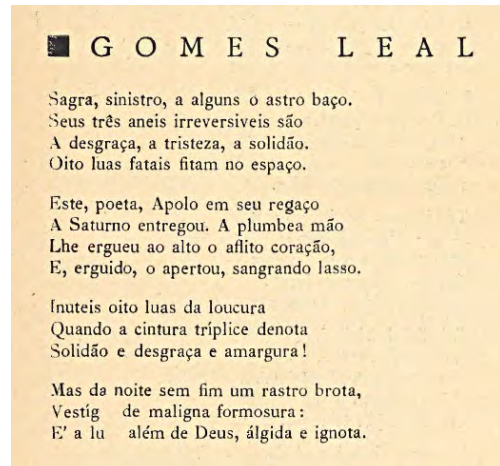 GOMES LEAL
Sagra, sinistro, a alguns o astro baço.
Seus três aneis irreversiveis são
A desgraça, a tristeza, a solidão.
Oito luas fatais fitam no espaço.
Este, poeta, Apolo em seu regaço
A Saturno entregou. A plumbea mão
Lhe ergueu ao alto o aflito coração,
E, erguido, o apertou, sangrando lasso.
Inuteis oito luas da loucura
Quando a cintura tríplice denota
Solidão e desgraça e amargura!
Mas da noite sem fim um rastro brota,
de maligna formosura:
E' a além de Deus, álgida e ignota.